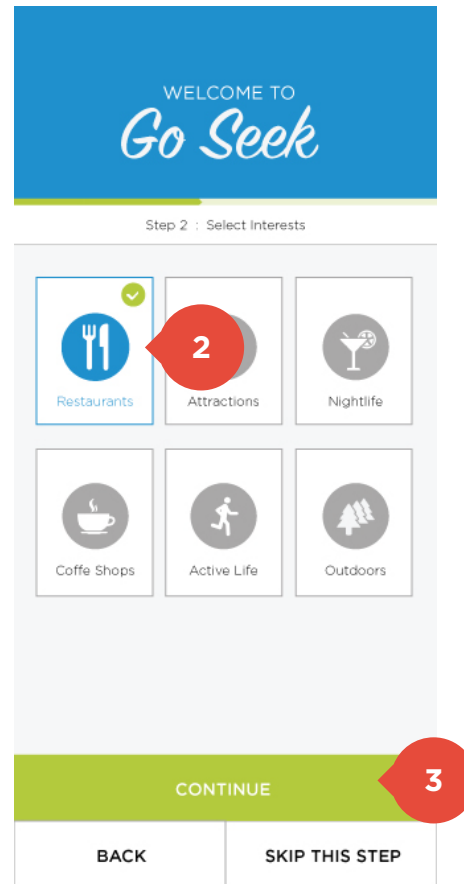 WELCOME TO
Go Seek
Step 2 : Select Interests
2
Restaurants Attractions Nightlife
Coffe Shops Active Life Outdoors
CONTINUE
3
BACK SKIP THIS STEP